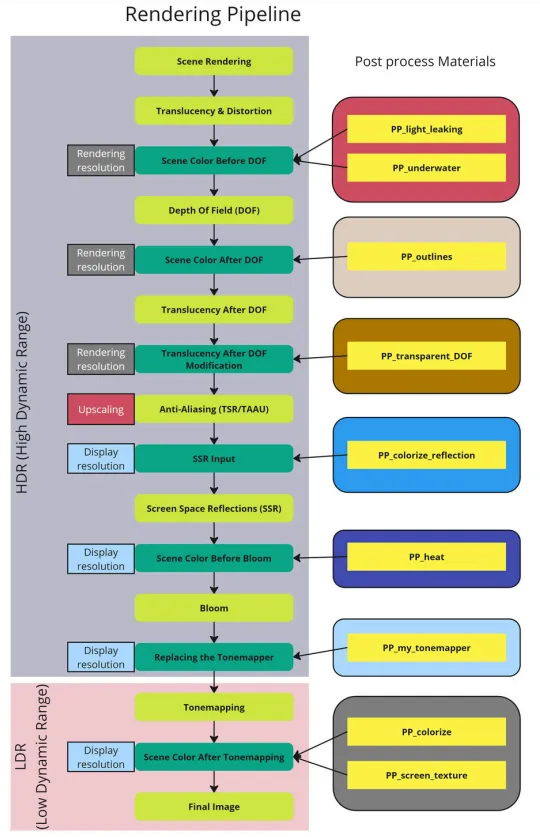 Rendering Pipeline
Post process Materials
Scene Rendering
Translucency & Distortion
PP_light_leaking
Rendering
resolution
Scene Color Before DOF
PP_underwater
Depth Of Field (DOF)
Rendering
resolution
Scene Color After DOF
PP_outlines
Translucency After DOF
Rendering
resolution
Translucency After DOF
Modification
PP_transparent_DOF
Upscaling
Anti-Aliasing (TSR/TAAU)
Display
resolution
SSR Input
PP_colorize_reflection
Screen Space Reflections (SSR)
Display
resolution
Scene Color Before Bloom
PP_heat
Bloom
Display
resolution
Replacing the Tonemapper
PP_my_tonemapper
HDR (High Dynamic Range)
Tonemapping
PP_colorize
Display
resolution
Scene Color After Tonemapping
PP_screen_texture
Final Image
LDR
(Low Dynamic Range)